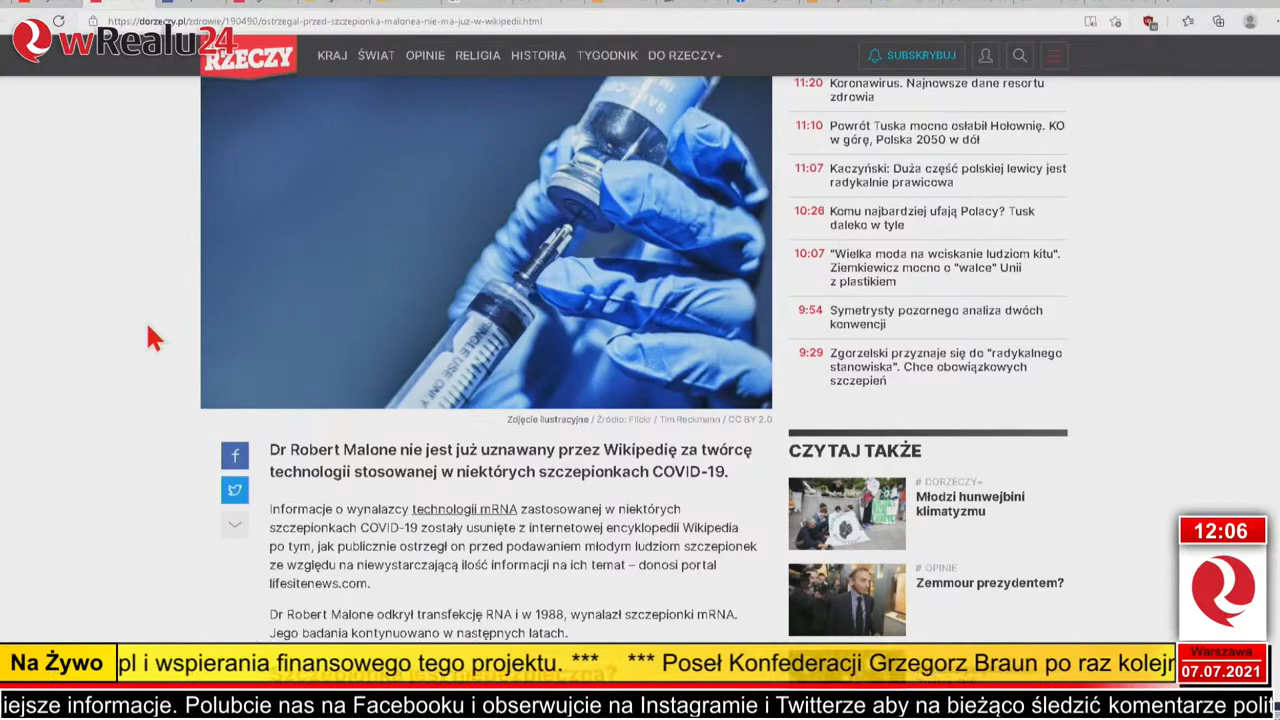 https://dorzeczy.pl/zdrowie/190490/ostrzegal-przed-szczepionka-malonea-nie-ma-juz-w-wikipedii.html
wRealu24
RZECZY
KRAJ ŚWIAT OPINIE RELIGIA HISTORIA TYGODNIK DO RZECZY+
SUBSKRYBUJ
11:20 Koronawirus. Najnowsze dane resortu
zdrowia
11:10 Powrót Tuska mocno osłabił Hołownię. KO
w górę, Polska 2050 w dół
11:07 Kaczyński: Duża część polskiej lewicy jest
radykalnie prawicowa
10:26 Komu najbardziej ufają Polacy? Tusk
daleko w tyle
10:07 "Wielka moda na wciskanie ludziom kitu".
Ziemkiewicz mocno o "walce" Unii
z plastikiem
9:54 Symetrysty pozornego analiza dwóch
konwencji
9:29 Zgorzelski przyznaje się do "radykalnego
stanowiska". Chce obowiązkowych
szczepień
Zdjęcie ilustracyjne / Źródło: Flickr / Tim Reckmann / CC BY 2.0
Dr Robert Malone nie jest już uznawany przez Wikipedię za twórcę
technologii stosowanej w niektórych szczepionkach COVID-19.
Informacje o wynalazcy technologii mRNA zastosowanej w niektórych
szczepionkach COVID-19 zostały usunięte z internetowej encyklopedii Wikipedia
po tym, jak publicznie ostrzegł on przed podawaniem młodym ludziom szczepionek
ze względu na niewystarczającą ilość informacji na ich temat – donosi portal
lifesitenews.com.
Dr Robert Malone odkrył transfekcję RNA i w 1988, wynalazł szczepionki mRNA.
Jego badania kontynuowano w następnych latach.
CZYTAJ TAKŻE
# DORZECZY+
Młodzi hunwejbini
klimatyzmu
# OPINIE
Zemmour prezydentem?
12:06
Warszawa
07.07.2021
Na Żywo
pl i wspierania finansowego tego projektu. *** *** Poseł Konfederacji Grzegorz Braun po raz kolejn
iejsze informacje. Polubcie nas na Facebooku i obserwujcie na Instagramie i Twitterze aby na bieżąco śledzić komentarze polit